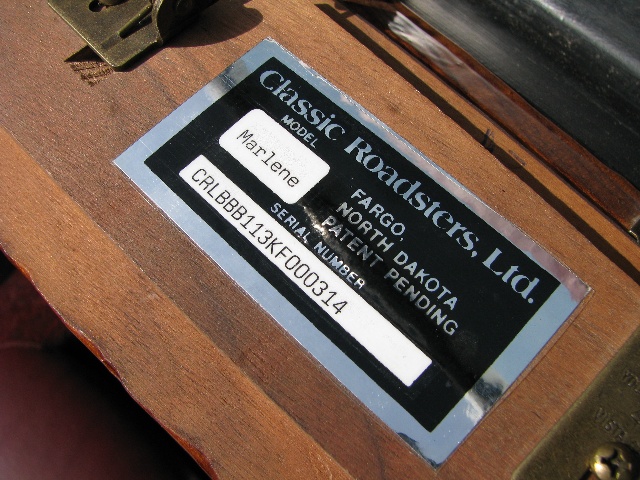 Classic Roadsters, Ltd.
MODEL
Marlene
FARGO,
NORTH DAKOTA
PATENT PENDING
SERIAL NUMBER
CRLBBB113KF000314